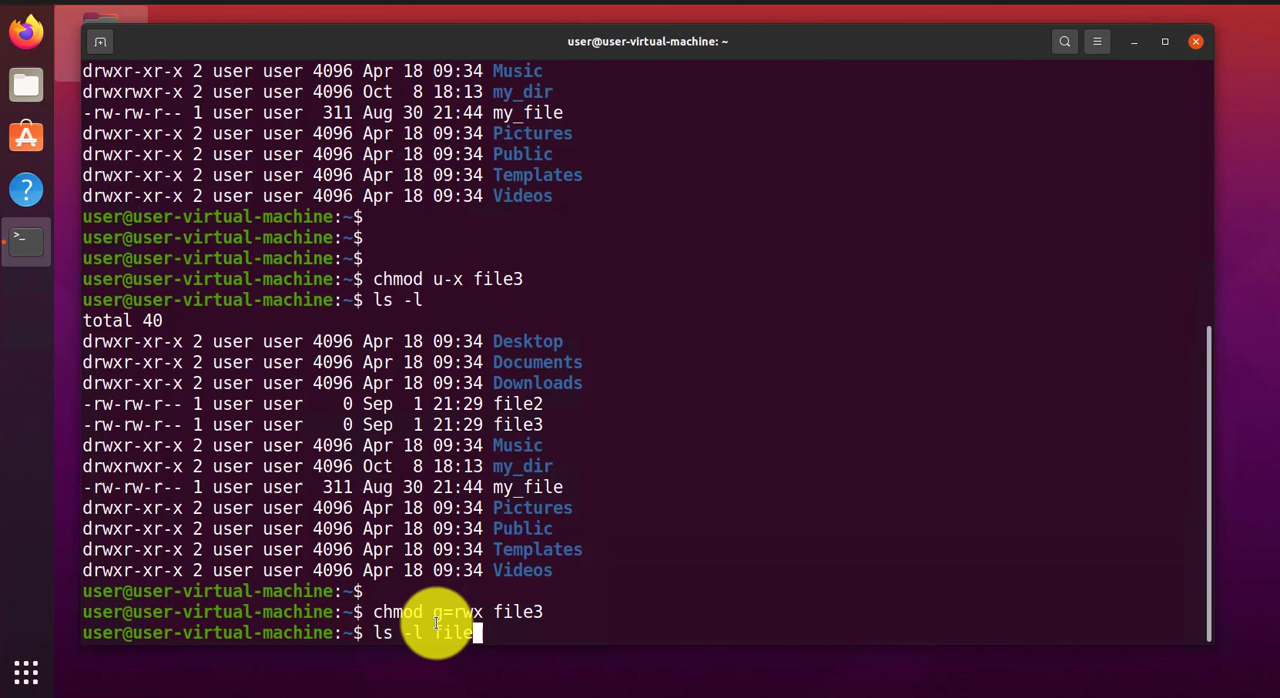 user@user-virtual-machine: ~
drwxr-xr-x 2 user user 4096 Apr 18 09:34 Music
drwxrwxr-x 2 user user 4096 Oct  8 18:13 my_dir
-rw-rw-r-- 1 user user  311 Aug 30 21:44 my_file
drwxr-xr-x 2 user user 4096 Apr 18 09:34 Pictures
drwxr-xr-x 2 user user 4096 Apr 18 09:34 Public
drwxr-xr-x 2 user user 4096 Apr 18 09:34 Templates
drwxr-xr-x 2 user user 4096 Apr 18 09:34 Videos
user@user-virtual-machine:~$
user@user-virtual-machine:~$
user@user-virtual-machine:~$
user@user-virtual-machine:~$ chmod u-x file3
user@user-virtual-machine:~$ ls -l
total 40
drwxr-xr-x 2 user user 4096 Apr 18 09:34 Desktop
drwxr-xr-x 2 user user 4096 Apr 18 09:34 Documents
drwxr-xr-x 2 user user 4096 Apr 18 09:34 Downloads
-rw-rw-r-- 1 user user    0 Sep  1 21:29 file2
-rw-rw-r-- 1 user user    0 Sep  1 21:29 file3
drwxr-xr-x 2 user user 4096 Apr 18 09:34 Music
drwxrwxr-x 2 user user 4096 Oct  8 18:13 my_dir
-rw-rw-r-- 1 user user  311 Aug 30 21:44 my_file
drwxr-xr-x 2 user user 4096 Apr 18 09:34 Pictures
drwxr-xr-x 2 user user 4096 Apr 18 09:34 Public
drwxr-xr-x 2 user user 4096 Apr 18 09:34 Templates
drwxr-xr-x 2 user user 4096 Apr 18 09:34 Videos
user@user-virtual-machine:~$
user@user-virtual-machine:~$ chmod g=rwx file3
user@user-virtual-machine:~$ ls -l file